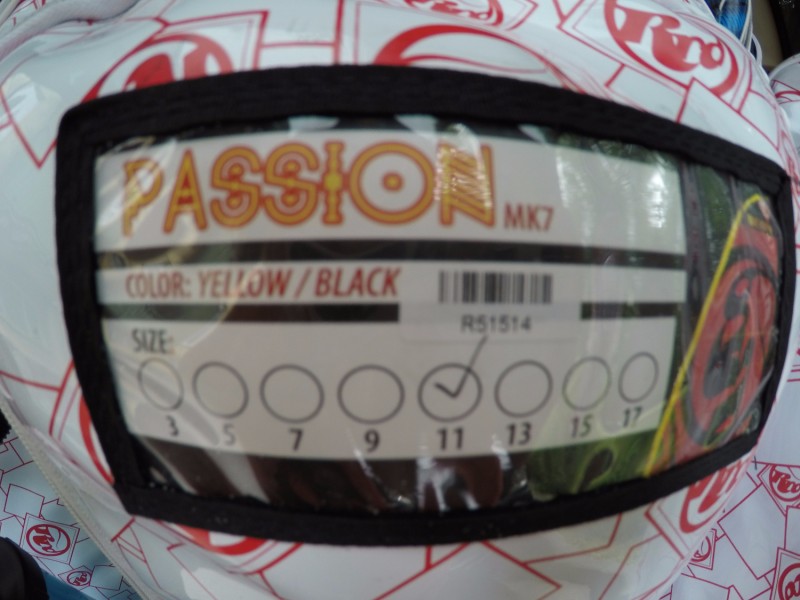 PASSION MK7
COLOR: YELLOW / BLACK
R51514
SIZE:
3 5 7 9 11 13 15 17